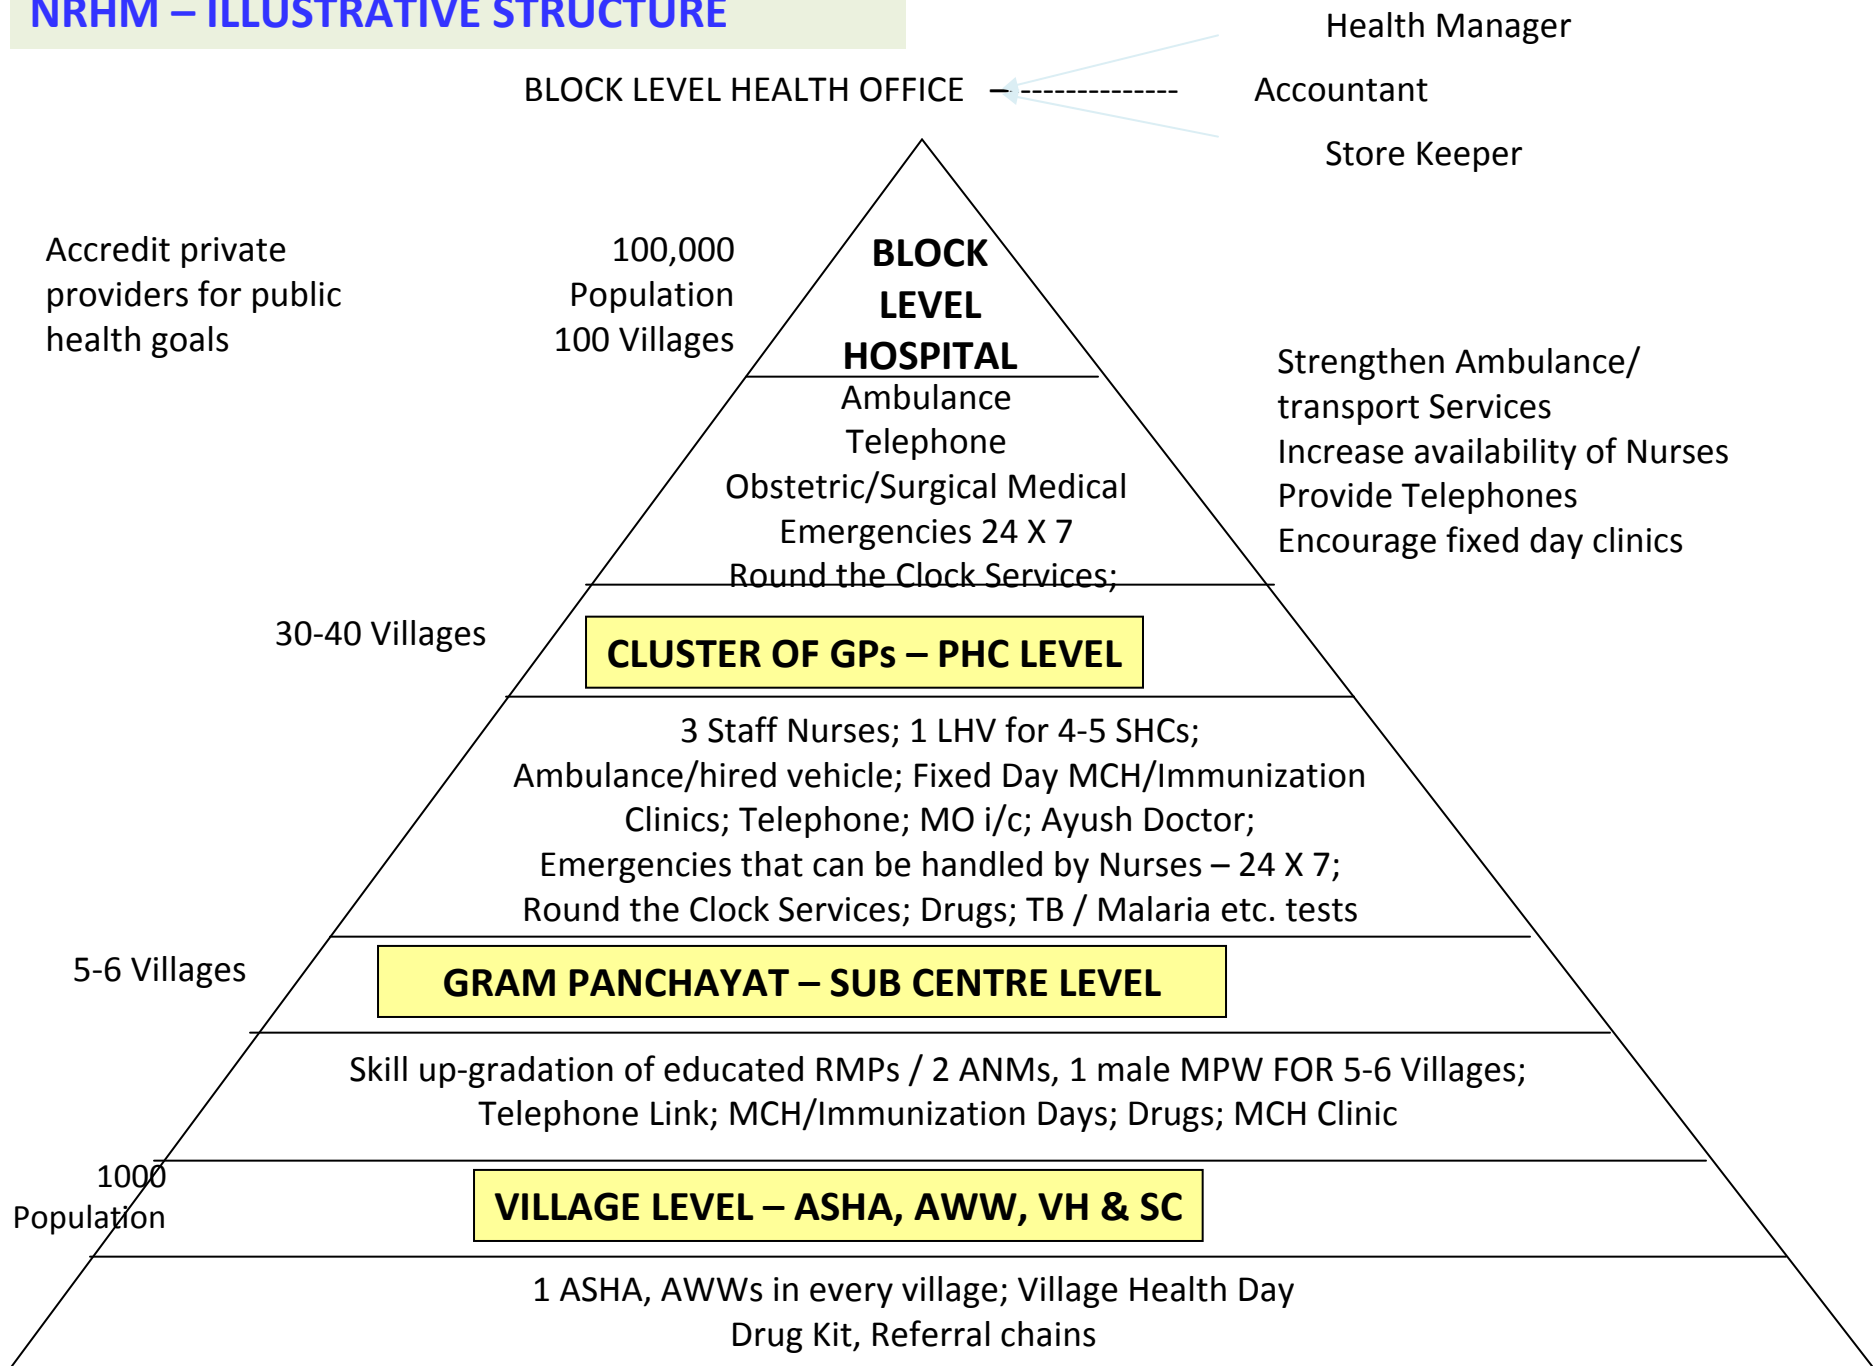 NRHM – ILLUSTRATIVE STRUCTURE
Health Manager
BLOCK LEVEL HEALTH OFICE – --------------- Accountant
Store Keeper
Accredit private
providers for public
health goals
100,000
Population
100 Villages
BLOCK
LEVEL
HOSPITAL
Ambulance
Telephone
Obstetric/Surgical Medical
Emergencies 24 X 7
Round the Clock Services;
Strengthen Ambulance/
transport Services
Increase availability of Nurses
Provide Telephones
Encourage fixed day clinics
30-40 Villages
CLUSTER OF GPs – PHC LEVEL
3 Staff Nurses; 1 LHV for 4-5 SHCs;
Ambulance/hired vehicle; Fixed Day MCH/Immunization
Clinics; Telephone; MO i/c; Ayush Doctor;
Emergencies that can be handled by Nurses – 24 X 7;
Round the Clock Services; Drugs; TB / Malaria etc. tests
5-6 Villages
GRAM PANCHAYAT – SUB CENTRE LEVEL
Skill up-gradation of educated RMPs / 2 ANMs, 1 male MPW FOR 5-6 Villages;
Telephone Link; MCH/Immunization Days; Drugs; MCH Clinic
1000
Population
VILLAGE LEVEL – ASHA, AWW, VH & SC
1 ASHA, AWWs in every village; Village Health Day
Drug Kit, Referral chains